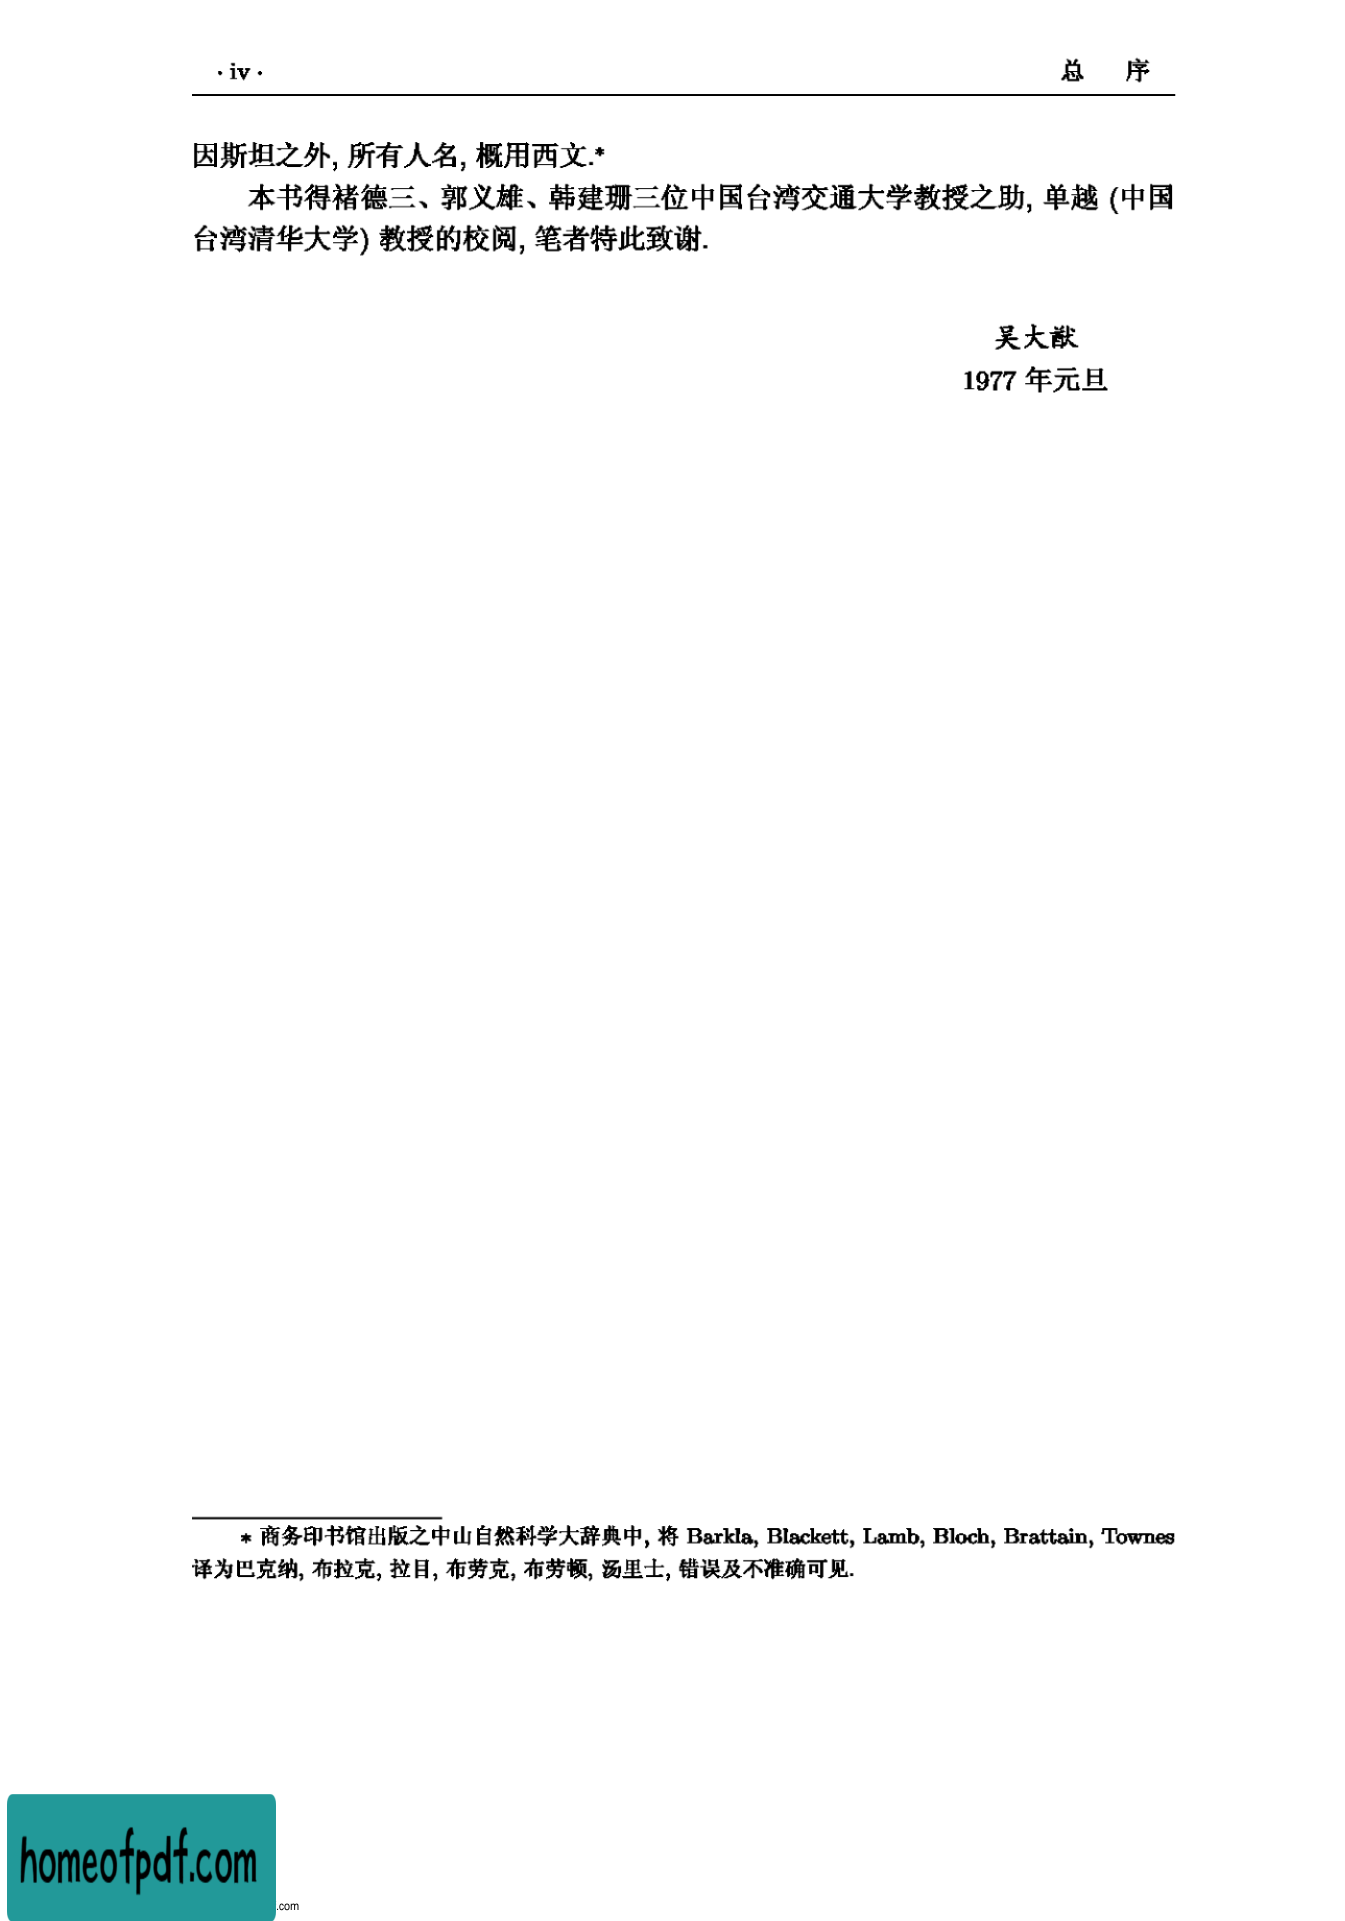 · iv ·
总 序
因斯坦之外, 所有人名, 概用西文.*
本书得褚德三、郭义雄、韩建珊三位中国台湾交通大学教授之助, 单越 (中国
台湾清华大学) 教授的校阅, 笔者特此致谢.
吴大猷
1977 年元旦
* 商务印书馆出版之中山自然科学大辞典中, 将 Barkla, Blackett, Lamb, Bloch, Brattain, Townes
译为巴克纳, 布拉克, 拉目, 布劳克, 布劳顿, 汤里士, 错误及不准确可见.
homeofpdf.com
.com